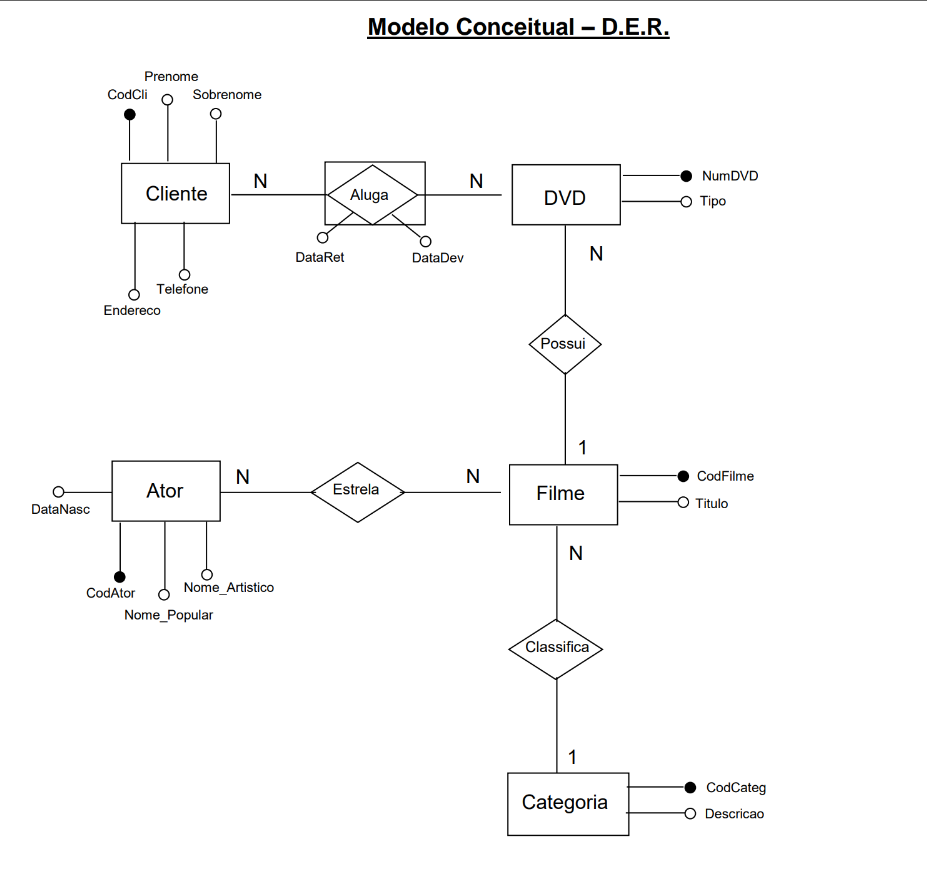 Modelo Conceitual – D.E.R.
Prenome
CodCli
Sobrenome
Cliente
N
Aluga
N
DVD
NumDVD
Tipo
DataRet
DataDev
Telefone
Endereco
N
Possui
1
Ator
N
Estrela
N
Filme
CodFilme
Titulo
DataNasc
CodAtor
Nome_Artistico
Nome_Popular
N
Classifica
1
Categoria
CodCateg
Descricao